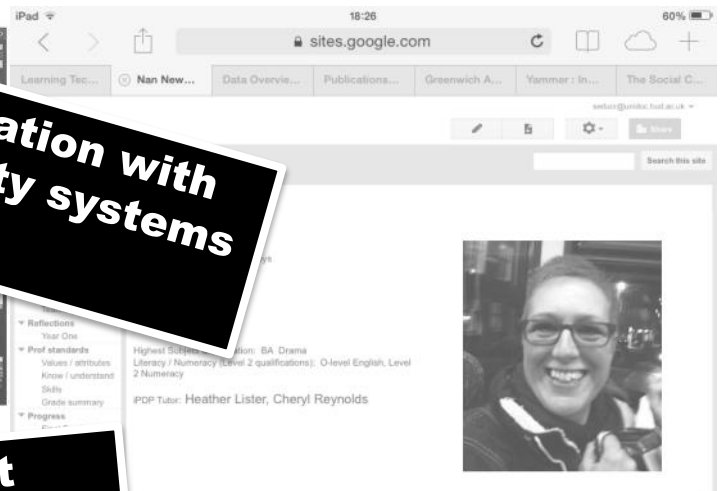 iPad
18:26
60%
sites.google.com
Learning Tec...
Nan New...
Data Overvie...
Publications...
Greenwich A...
Yammer : In...
The Social C...
Share
Search this site
ation with
ty systems
Reflections
Year One
Prof standards
Values / attributes
Know / understand
Skills
Grade summary
Progress
Highest Subject
tion: BA Drama
Literacy / Numeracy (Level 2 qualifications): O-level English, Level
2 Numeracy
iPDP Tutor: Heather Lister, Cheryl Reynolds
t